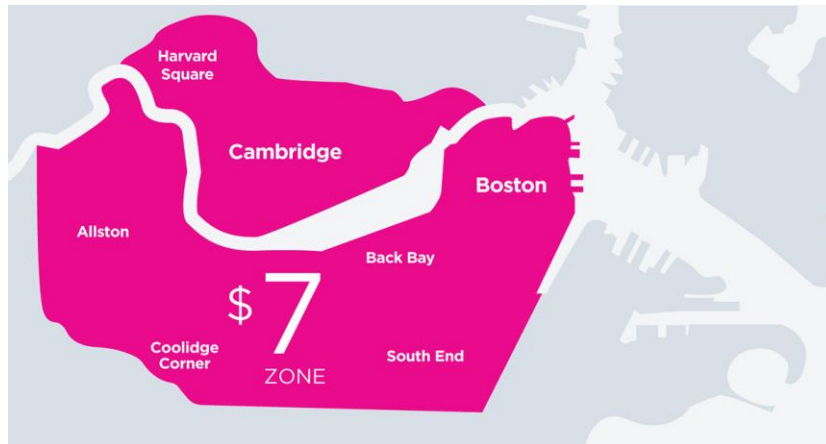 Harvard
Square
Cambridge
Boston
Allston
Back Bay
$7
ZONE
Coolidge
Corner
South End